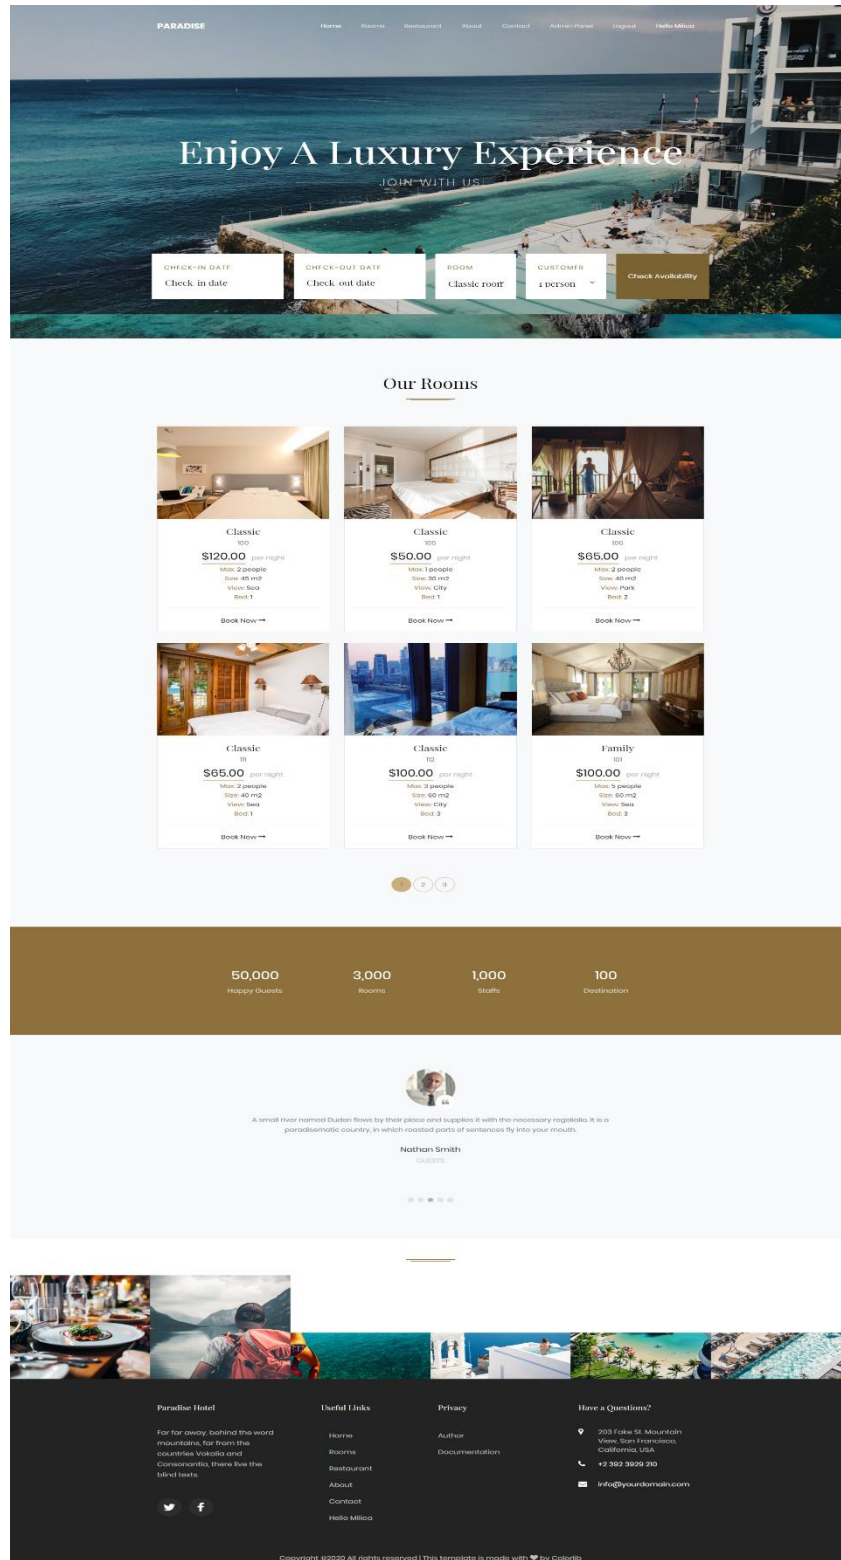 PARADISE
Home Rooms Restaurant About Contact Admin Panel Logout Hello Milica
Enjoy A Luxury Experience
JOIN WITH US
CHECK-IN DATE CHECK-OUT DATE ROOM CUSTOMER
Check-in date Check-out date Classic room 1 person
Check Availability
Our Rooms
Classic Classic Classic
100
$120.00 per night $50.00 per night $65.00 per night
Max: 2 people Max: 1 people Max: 2 people
Size: 45 m2 Size: 30 m2 Size: 40 m2
View: Sea View: City View: Park
Bed: 1 Bed: 1 Bed: 2
Book Now Book Now Book Now
Classic Classic Family
111 112 101
$65.00 per night $100.00 per night $100.00 per night
Max: 2 people Max: 3 people Max: 5 people
Size: 40 m2 Size: 60 m2 Size: 60 m2
View: Sea View: City View: Sea
Bed: 1 Bed: 3 Bed: 3
Book Now Book Now Book Now
1 2 3
50,000 3,000 1,000 100
Happy Guests Rooms Staffs Destination
A small river named Duden flows by their place and supplies it with the necessary regelialia. It is a
paradisematic country, in which roasted parts of sentences fly into your mouth.
Nathan Smith
GUESTS
Paradise Hotel
Far far away, behind the word
mountains, far from the
countries Vokalia and
Consonantia, there live the
blind texts.
Useful Links
Home
Rooms
Restaurant
About
Contact
Hello Milica
Privacy
Author
Documentation
Have a Questions?
203 Fake St. Mountain
View, San Francisco,
California, USA
+2 392 3929 210
info@yourdomain.com
Copyright ©2020 All rights reserved | This template is made with ❤ by Colorlib